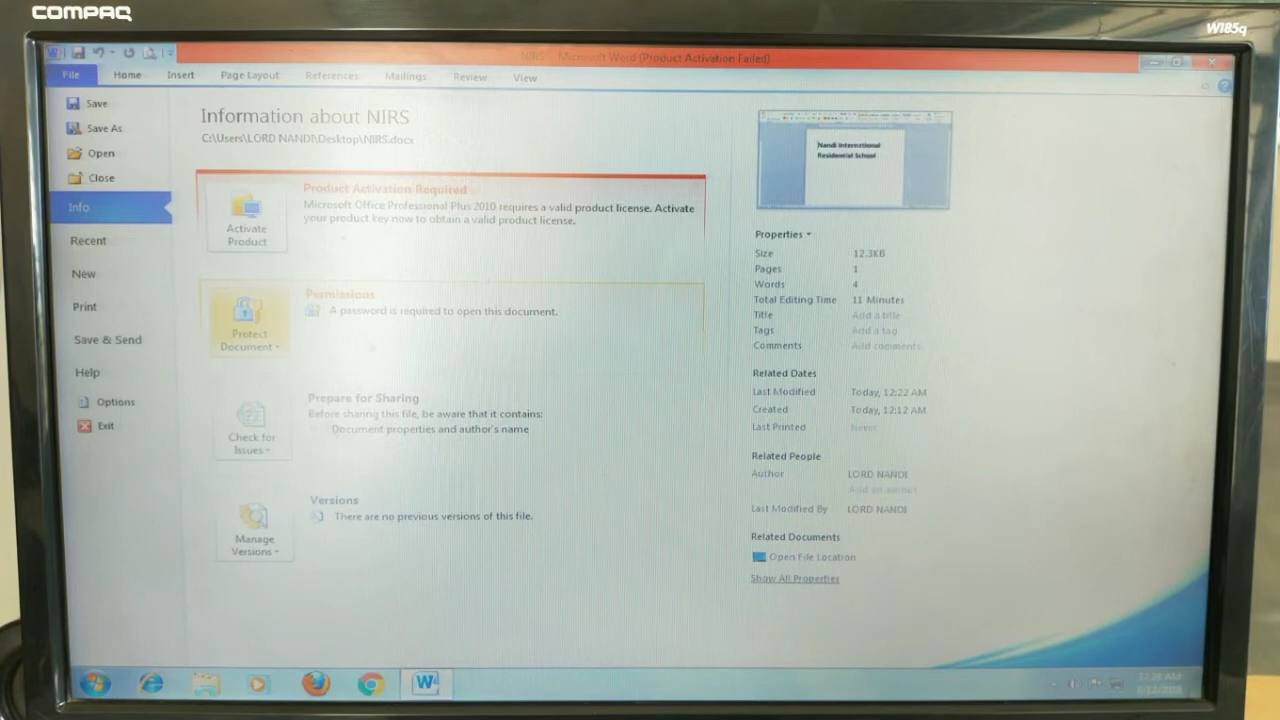 COMPAQ
W185q
NIRS - Microsoft Word (Product Activation Failed)
File Home Insert Page Layout References Mailings Review View
Save
Save As
Open
Close
Info
Recent
New
Print
Save & Send
Help
Options
Exit
Information about NIRS
C:\Users\LORD NANDI\Desktop\NIRS.docx
Activate
Product
Product Activation Required
Microsoft Office Professional Plus 2010 requires a valid product license. Activate
your product key now to obtain a valid product license.
Protect
Document
Permissions
A password is required to open this document.
Check for
Issues
Prepare for Sharing
Before sharing this file, be aware that it contains:
Document properties and author's name
Manage
Versions
Versions
There are no previous versions of this file.
Nandi International
Residential School
Properties
Size 12.3KB
Pages 1
Words 4
Total Editing Time 11 Minutes
Title Add a title
Tags Add a tag
Comments Add comments
Related Dates
Last Modified Today, 12:22 AM
Created Today, 12:12 AM
Last Printed Never
Related People
Author LORD NANDI
Add an author
Last Modified By LORD NANDI
Related Documents
Open File Location
Show All Properties